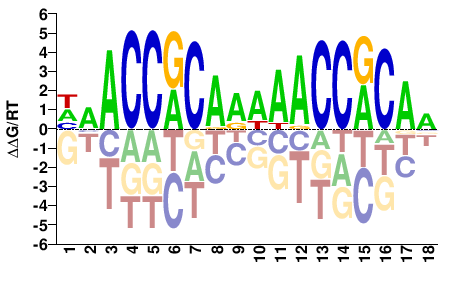 6
5
4
3
2
1
0
-1
-2
-3
-4
-5
-6
ΔΔG/RT
T A C G
A T
A C T
C A G T
C A G T
G A T C
C G A T
A T C
A G T C
A T C G
A T C G
A G C T
C A G T
C T A G
G A T C
C A T G
A T C
A T
1 2 3 4 5 6 7 8 9 10 11 12 13 14 15 16 17 18